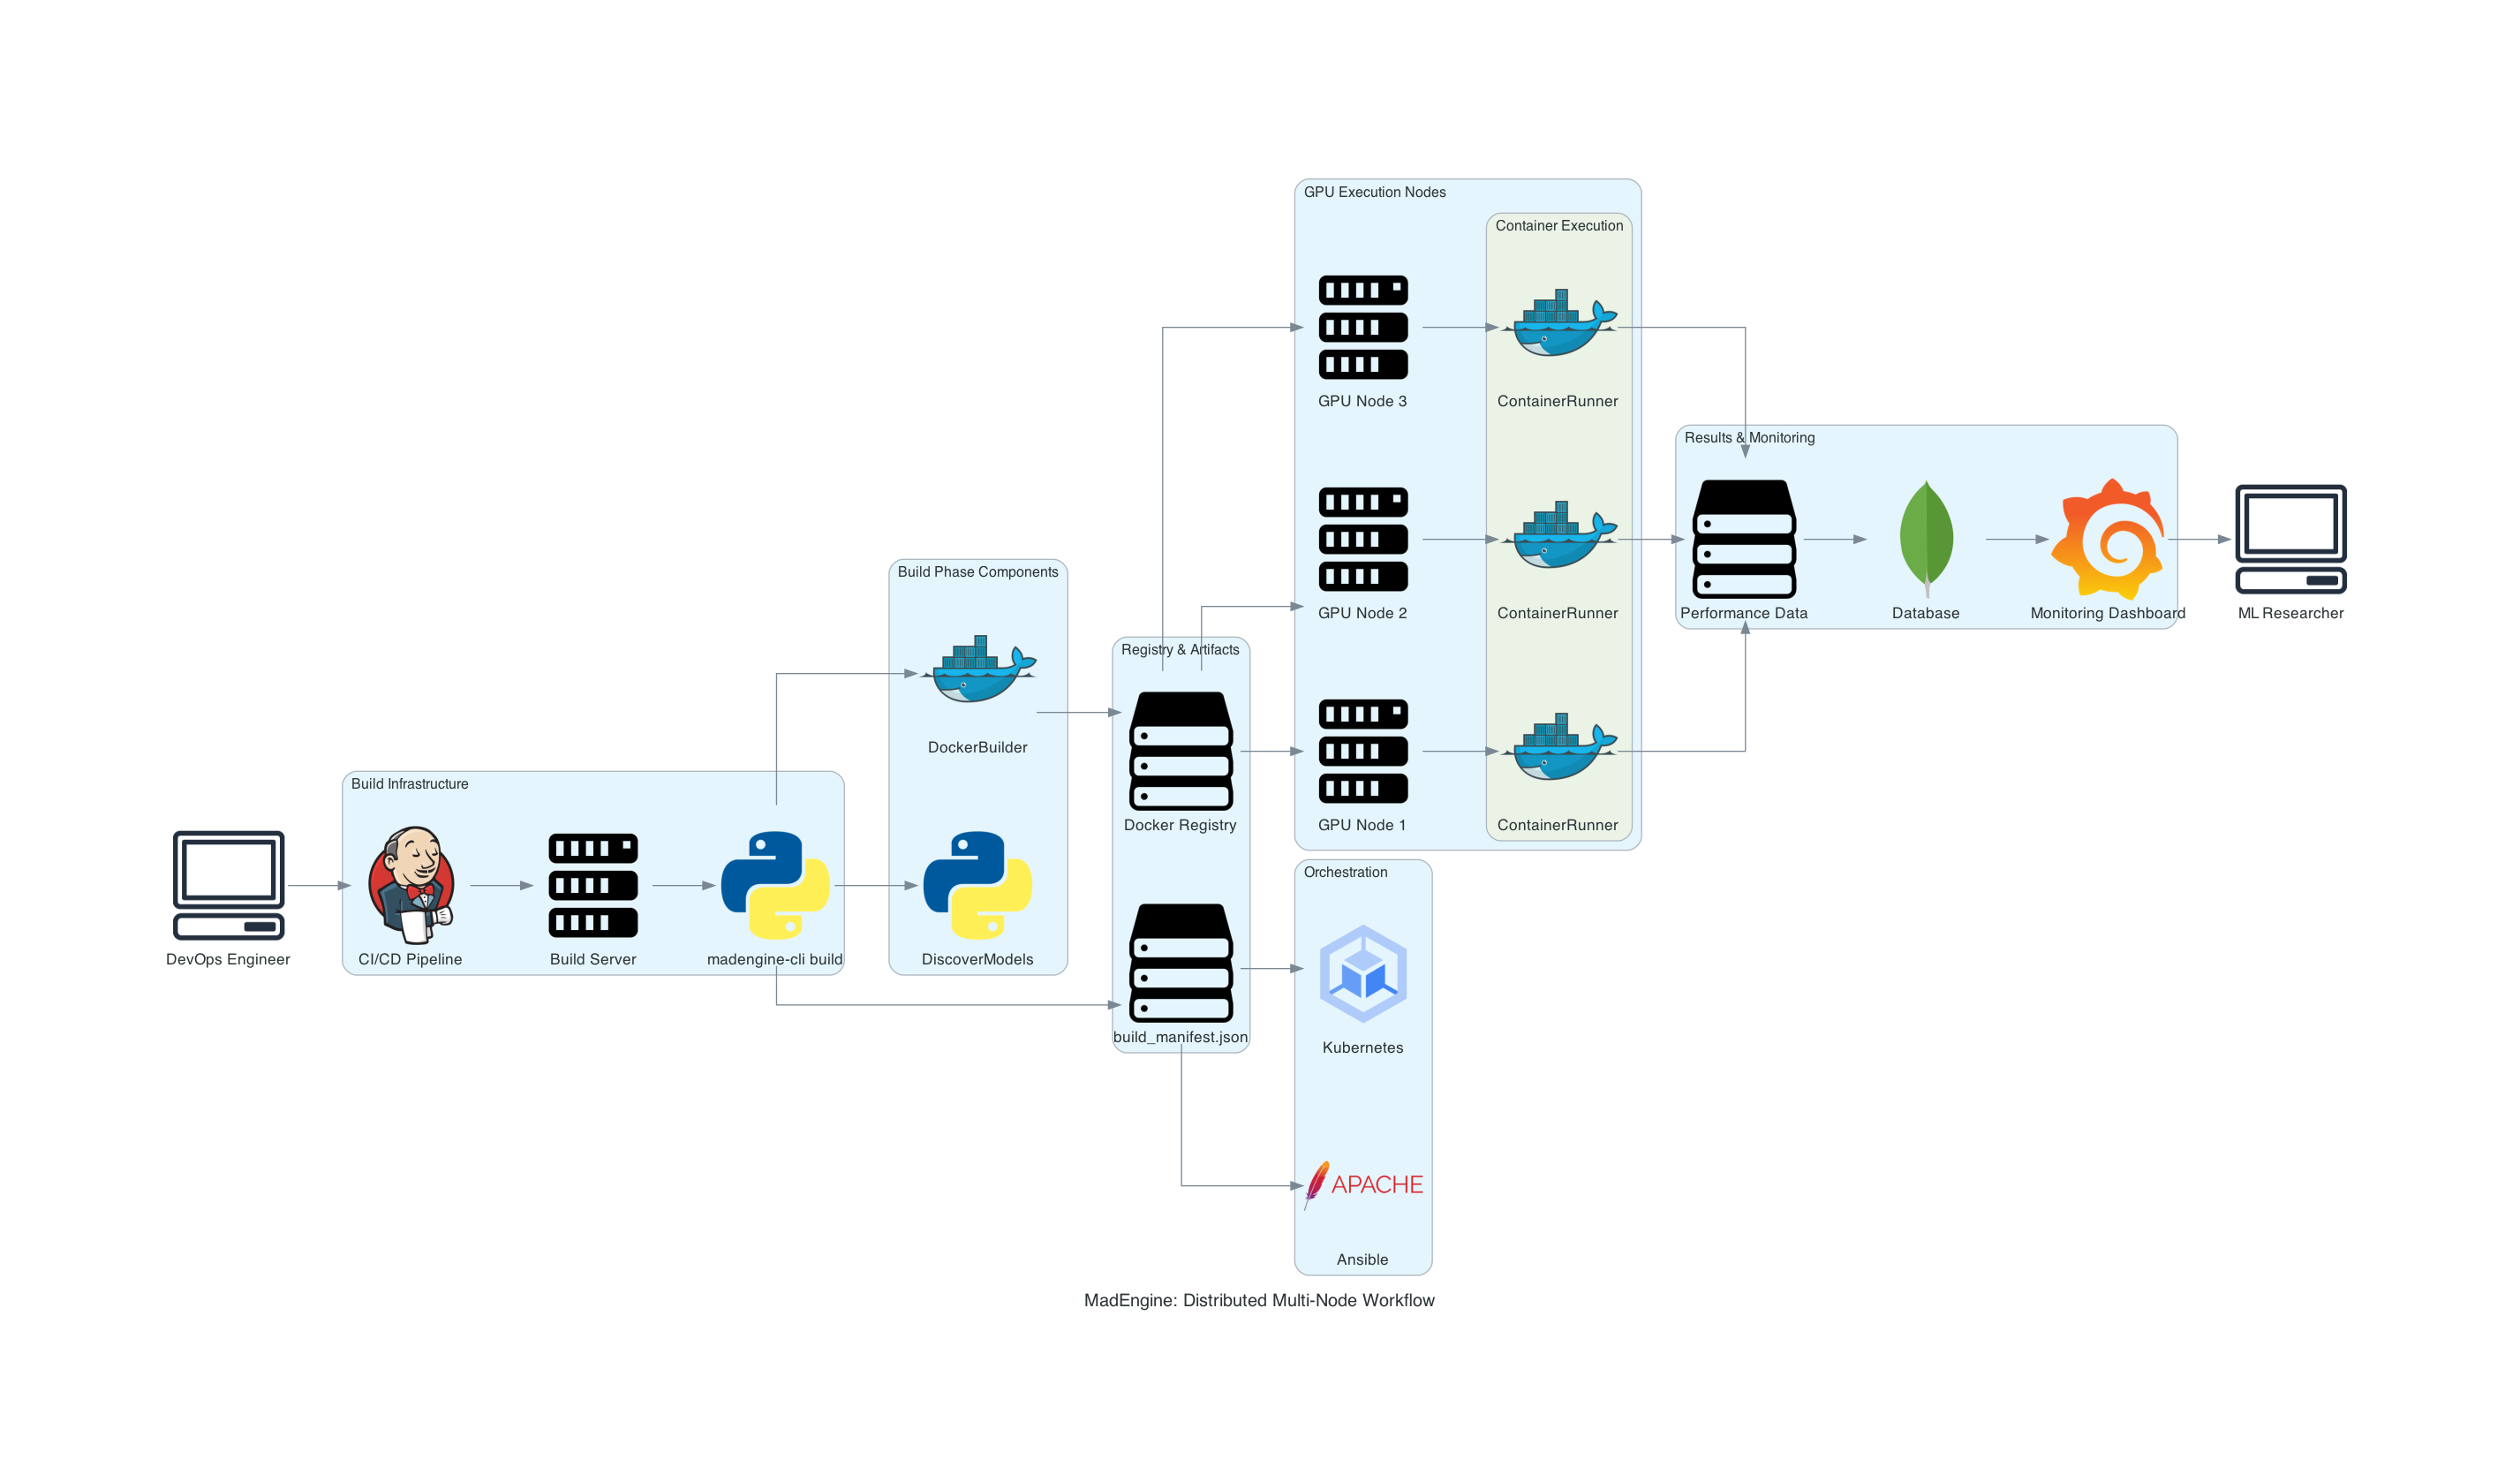 GPU Execution Nodes
Container Execution
GPU Node 3
ContainerRunner
Results & Monitoring
GPU Node 2
ContainerRunner
Performance Data
Database
Monitoring Dashboard
ML Researcher
Build Phase Components
DockerBuilder
Registry & Artifacts
Docker Registry
GPU Node 1
ContainerRunner
Build Infrastructure
DevOps Engineer
CI/CD Pipeline
Build Server
madengine-cli build
DiscoverModels
build_manifest.json
Orchestration
Kubernetes
APACHE
Ansible
MadEngine: Distributed Multi-Node Workflow